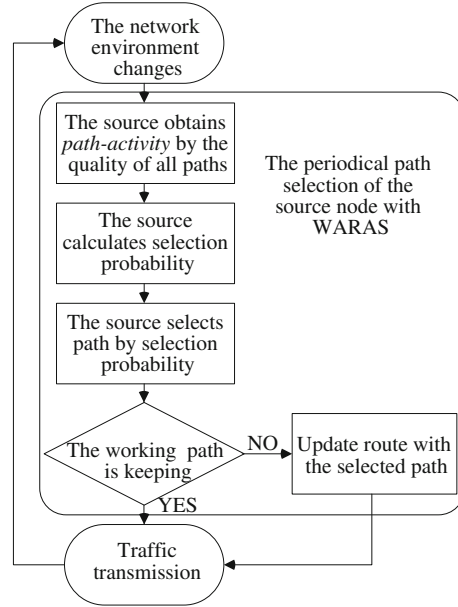 The network
environment
changes
The source obtains
path-activity by the
quality of all paths
The periodical path
selection of the
source node with
WARAS
The source
calculates selection
probability
The source selects
path by selection
probability
The working path
is keeping
NO
Update route with
the selected path
YES
Traffic
transmission